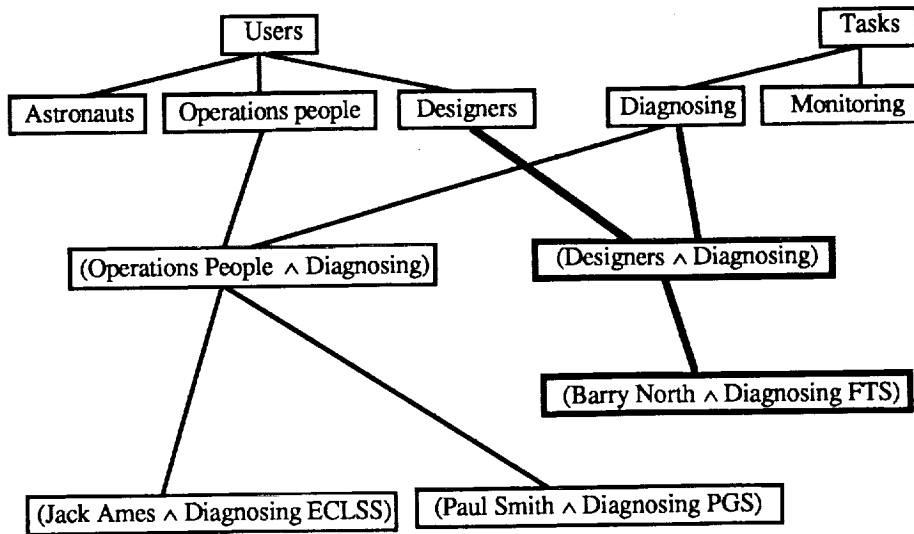 Users
Tasks
Astronauts
Operations people
Designers
Diagnosing
Monitoring
(Operations People ∧ Diagnosing)
(Designers ∧ Diagnosing)
(Barry North ∧ Diagnosing FTS)
(Jack Ames ∧ Diagnosing ECLSS)
(Paul Smith ∧ Diagnosing PGS)